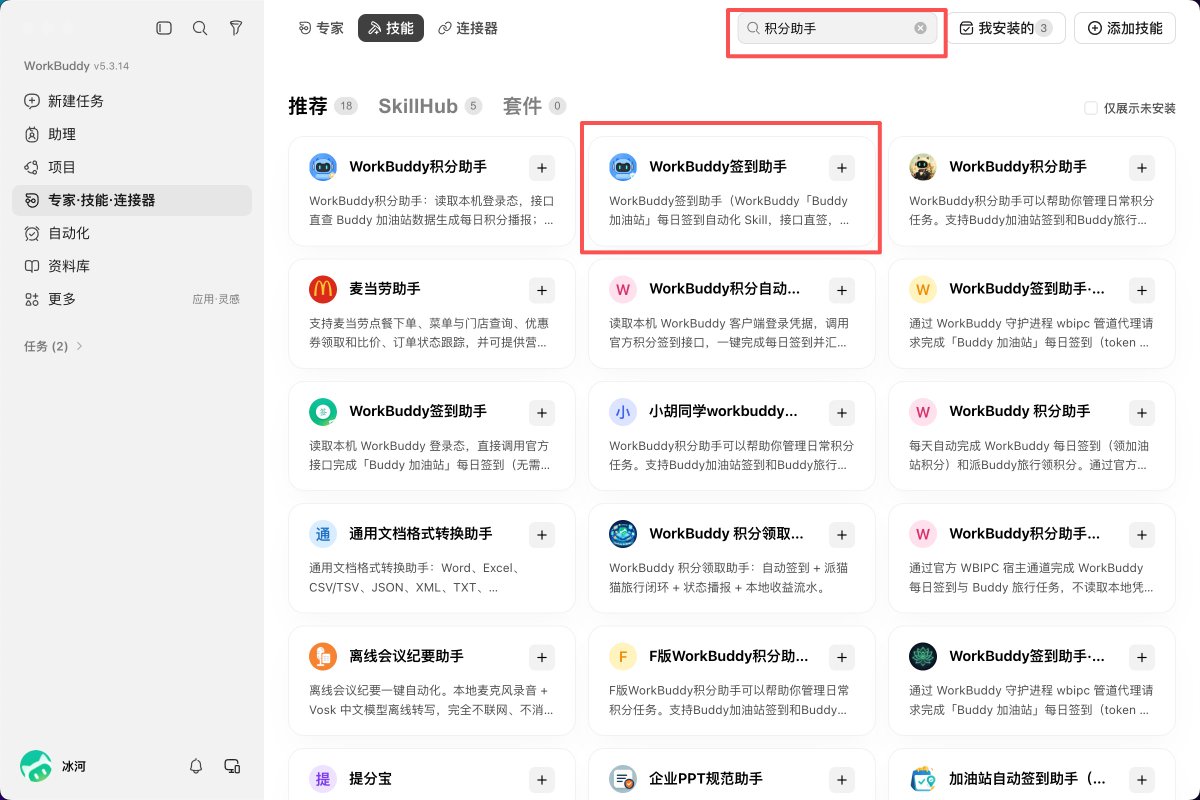 专家
技能
连接器
积分助手
我安装的 3
添加技能
WorkBuddy v5.3.14
新建任务
助理
项目
专家·技能·连接器
自动化
资料库
更多
应用·灵感
任务 (2)
冰河
推荐 18
SkillHub 5
套件 0
仅展示未安装
WorkBuddy积分助手
WorkBuddy积分助手：读取本机登录态，接口
直查 Buddy 加油站数据生成每日积分播报；...
WorkBuddy签到助手
WorkBuddy签到助手（WorkBuddy「Buddy
加油站」每日签到自动化 Skill，接口直签，...
WorkBuddy积分助手
WorkBuddy积分助手可以帮助你管理日常积分
任务。支持Buddy加油站签到和Buddy旅行...
麦当劳助手
支持麦当劳点餐下单、菜单与门店查询、优惠
券领取和比价、订单状态跟踪，并可提供营...
W
WorkBuddy积分自动...
读取本机 WorkBuddy 客户端登录凭据，调用
官方积分签到接口，一键完成每日签到并汇...
W
WorkBuddy签到助手·...
通过 WorkBuddy 守护进程 wbipc 管道代理请
求完成「Buddy 加油站」每日签到（token ...
签
WorkBuddy签到助手
读取本机 WorkBuddy 登录态，直接调用官方
接口完成「Buddy 加油站」每日签到（无需...
小
小胡同学workbuddy...
WorkBuddy积分助手可以帮助你管理日常积分
任务。支持Buddy加油站签到和Buddy旅行...
W
WorkBuddy 积分助手
每天自动完成 WorkBuddy 每日签到（领加油
站积分）和派Buddy旅行领积分。通过官方...
通
通用文档格式转换助手
通用文档格式转换助手：Word、Excel、
CSV/TSV、JSON、XML、TXT、...
WorkBuddy 积分领取...
WorkBuddy 积分领取助手：自动签到 + 派猫
猫旅行闭环 + 状态播报 + 本地收益流水。
W
WorkBuddy积分助手...
通过官方 WBIPC 宿主通道完成 WorkBuddy
每日签到与 Buddy 旅行任务，不读取本地凭...
离线会议纪要助手
离线会议纪要一键自动化。本地麦克风录音 +
Vosk 中文模型离线转写，完全不联网、不消...
F
F版WorkBuddy积分助...
F版WorkBuddy积分助手可以帮助你管理日常
积分任务。支持Buddy加油站签到和Buddy...
WorkBuddy签到助手·...
通过 WorkBuddy 守护进程 wbipc 管道代理请
求完成「Buddy 加油站」每日签到（token ...
提
提分宝
企业PPT规范助手
加油站自动签到助手（...